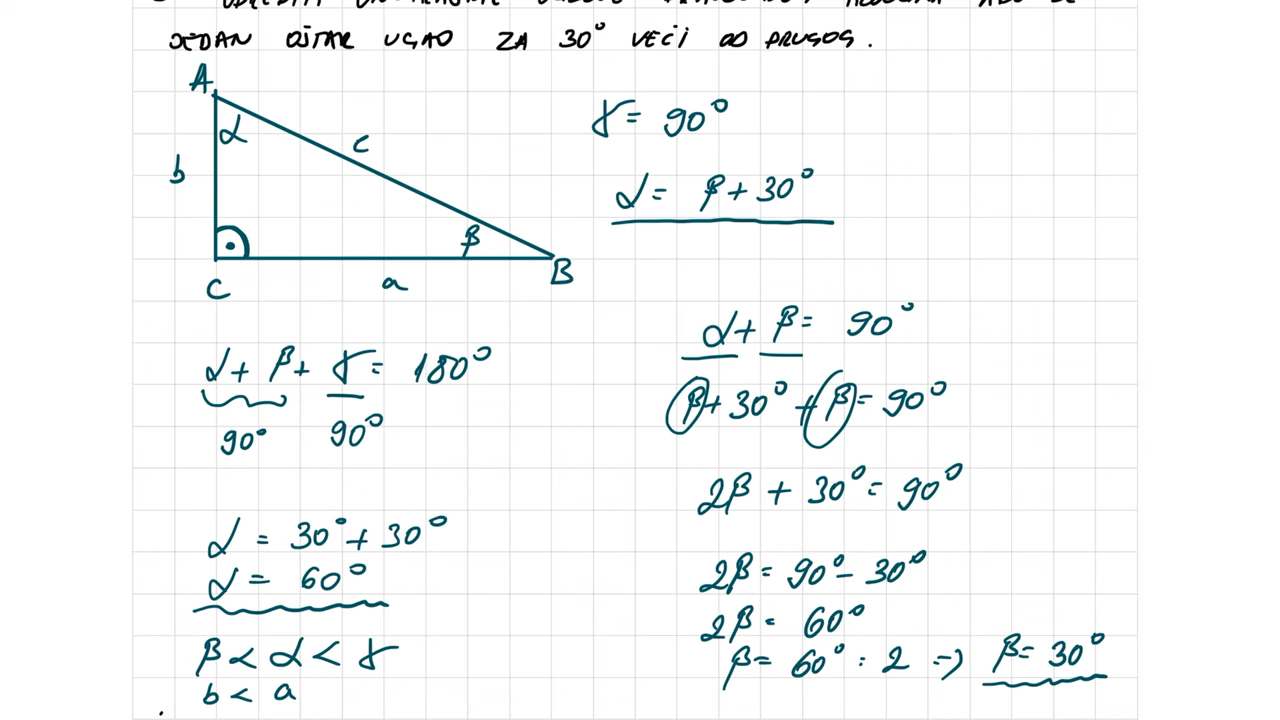 JEDAN OŠTAR UGAO ZA 30° VEĆI OD DRUGOG.
A
α
b
c
β
C
a
B
γ = 90°
α = β + 30°
α + β + γ = 180°
90° 90°
α = 30° + 30°
α = 60°
β < α < γ
b < a
α + β = 90°
β + 30° + β = 90°
2β + 30° = 90°
2β = 90° - 30°
2β = 60°
β = 60° : 2 => β = 30°